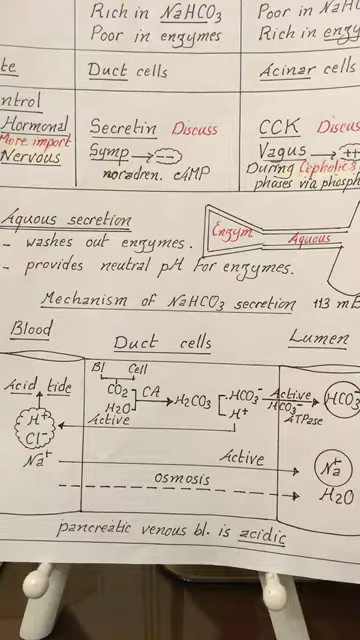 Rich in NaHCO3
Poor in enzymes
Poor in NaHC
Rich in enzy
te
Duct cells
Acinar cells
ntrol
Hormonal
More import
Nervous
Secretin Discuss
Symp → (--)
noradren. cAMP
CCK Discus
Vagus → (++
During Cephalic &
phases via phosph
Aqueous secretion
- washes out enzymes.
- provides neutral pH for enzymes.
Enzym
Aqueous
Mechanism of NaHCO3 secretion 113 mE
Blood
Duct cells
Lumen
Bl Cell
Acid tide
CO2
H2O
CA → H2CO3
HCO3-
H+
Active
HCO3-
ATPase
HCO3
Active
H+
Cl-
Na+
Active
Na+
osmosis
H2O
pancreatic venous bl. is acidic